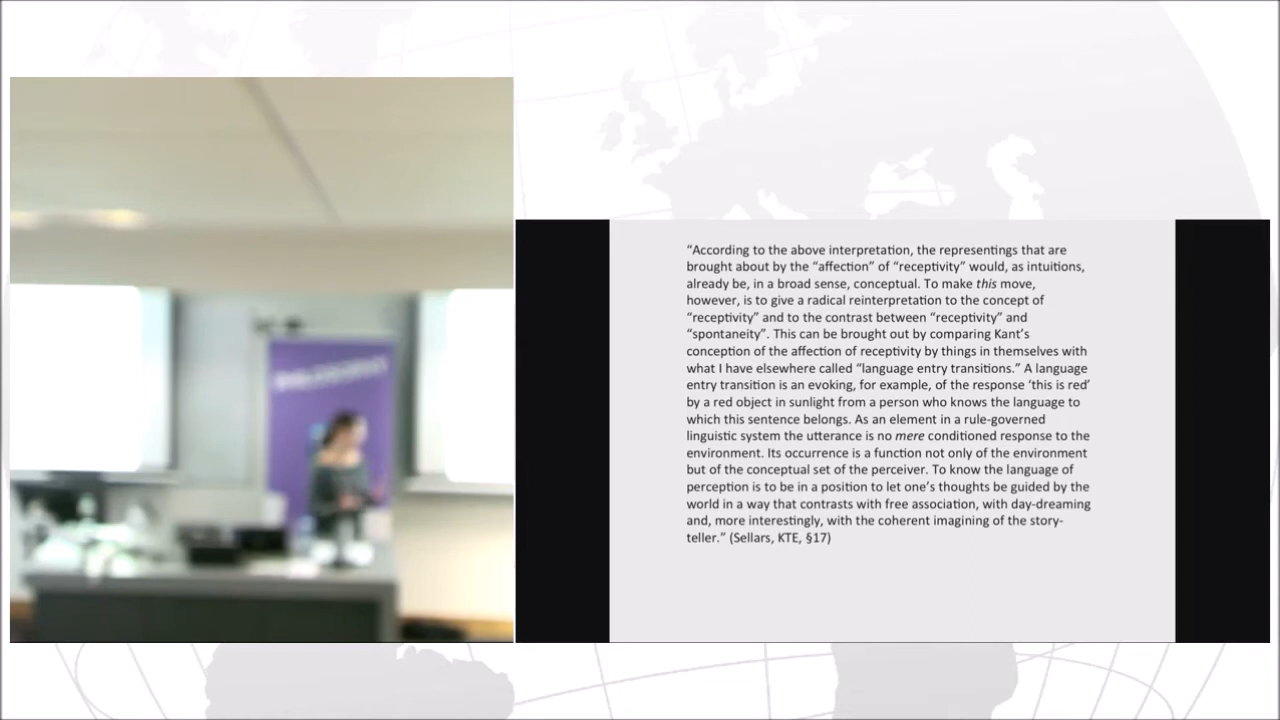 “According to the above interpretation, the representings that are
brought about by the “affection” of “receptivity” would, as intuitions,
already be, in a broad sense, conceptual. To make this move,
however, is to give a radical reinterpretation to the concept of
“receptivity” and to the contrast between “receptivity” and
“spontaneity”. This can be brought out by comparing Kant’s
conception of the affection of receptivity by things in themselves with
what I have elsewhere called “language entry transitions.” A language
entry transition is an evoking, for example, of the response ‘this is red’
by a red object in sunlight from a person who knows the language to
which this sentence belongs. As an element in a rule-governed
linguistic system the utterance is no mere conditioned response to the
environment. Its occurrence is a function not only of the environment
but of the conceptual set of the perceiver. To know the language of
perception is to be in a position to let one’s thoughts be guided by the
world in a way that contrasts with free association, with day-dreaming
and, more interestingly, with the coherent imagining of the story-
teller.” (Sellars, KTE, §17)